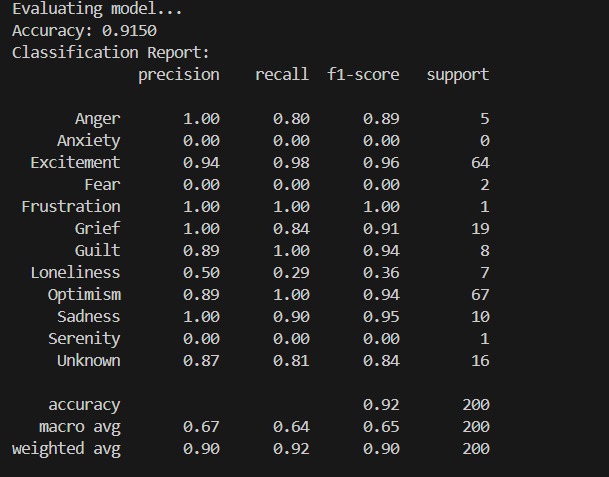 Evaluating model...
Accuracy: 0.9150
Classification Report:
precision recall f1-score support
Anger 1.00 0.80 0.89 5
Anxiety 0.00 0.00 0.00 0
Excitement 0.94 0.98 0.96 64
Fear 0.00 0.00 0.00 2
Frustration 1.00 1.00 1.00 1
Grief 1.00 0.84 0.91 19
Guilt 0.89 1.00 0.94 8
Loneliness 0.50 0.29 0.36 7
Optimism 0.89 1.00 0.94 67
Sadness 1.00 0.90 0.95 10
Serenity 0.00 0.00 0.00 1
Unknown 0.87 0.81 0.84 16
accuracy 0.92 200
macro avg 0.67 0.64 0.65 200
weighted avg 0.90 0.92 0.90 200